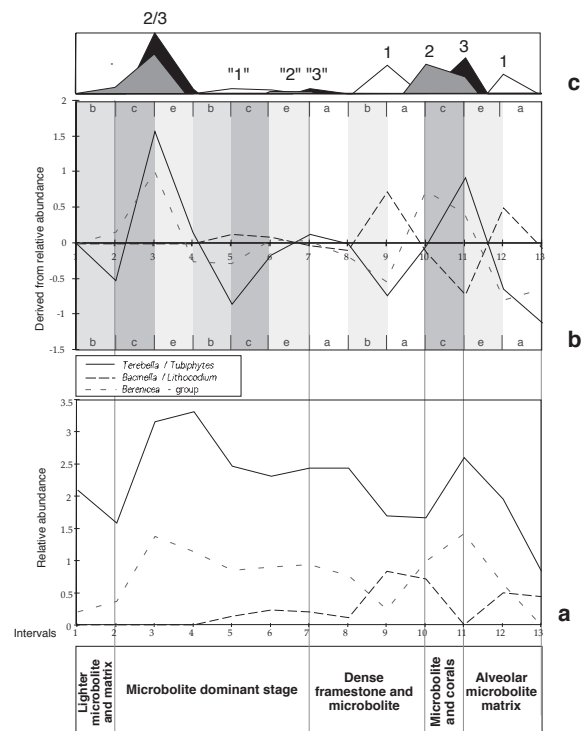 2/3
"1"
"2" "3"
1
2
3
1
c
b c e b c e a b a c e a
2
1.5
1
0.5
0
-0.5
-1
-1.5
Derived from relative abundance
1 2 3 4 5 6 7 8 9 10 11 12 13
b c e b c e a b a c e a
b
Terebella / Tubiphytes
Bacinella / Lithocodium
Berenicea - group
3.5
3
2.5
2
1.5
1
0.5
0
Relative abundance
Intervals 1 2 3 4 5 6 7 8 9 10 11 12 13
a
Lighter
microbolite
and matrix
Microbolite dominant stage
Dense
framestone and
microbolite
Microbolite
and corals
Alveolar
microbolite
matrix